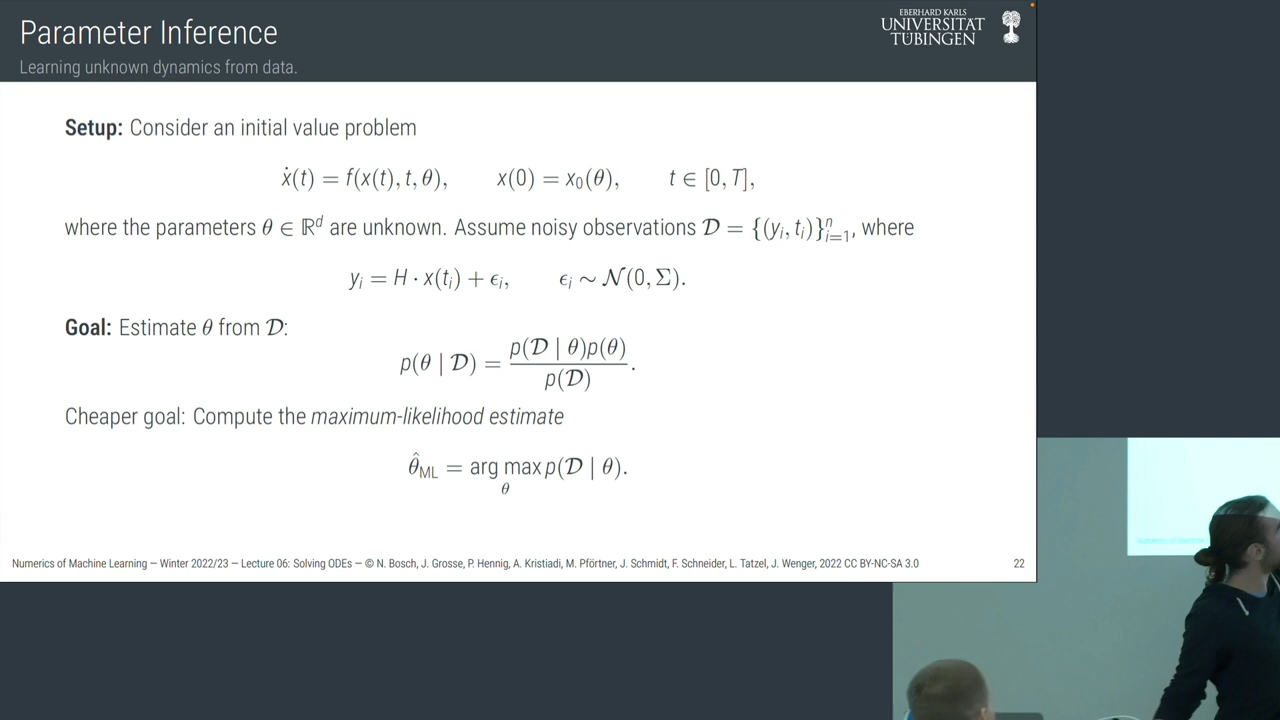 Parameter Inference
Learning unknown dynamics from data.
EBERHARD KARLS
UNIVERSITÄT
TÜBINGEN
Setup: Consider an initial value problem
ẋ(t) = f(x(t), t, θ), x(0) = x₀(θ), t ∈ [0, T],
where the parameters θ ∈ ℝᵈ are unknown. Assume noisy observations 𝒟 = {(yᵢ, tᵢ)}ⁿᵢ₌₁, where
yᵢ = H · x(tᵢ) + ϵᵢ, ϵᵢ ∼ 𝒩(0, Σ).
Goal: Estimate θ from 𝒟:
p(θ | 𝒟) = p(𝒟 | θ)p(θ) / p(𝒟).
Cheaper goal: Compute the maximum-likelihood estimate
θ̂_ML = arg max_θ p(𝒟 | θ).
Numerics of Machine Learning — Winter 2022/23 — Lecture 06: Solving ODEs — © N. Bosch, J. Grosse, P. Hennig, A. Kristiadi, M. Pförtner, J. Schmidt, F. Schneider, L. Tatzel, J. Wenger, 2022 CC BY-NC-SA 3.0
22